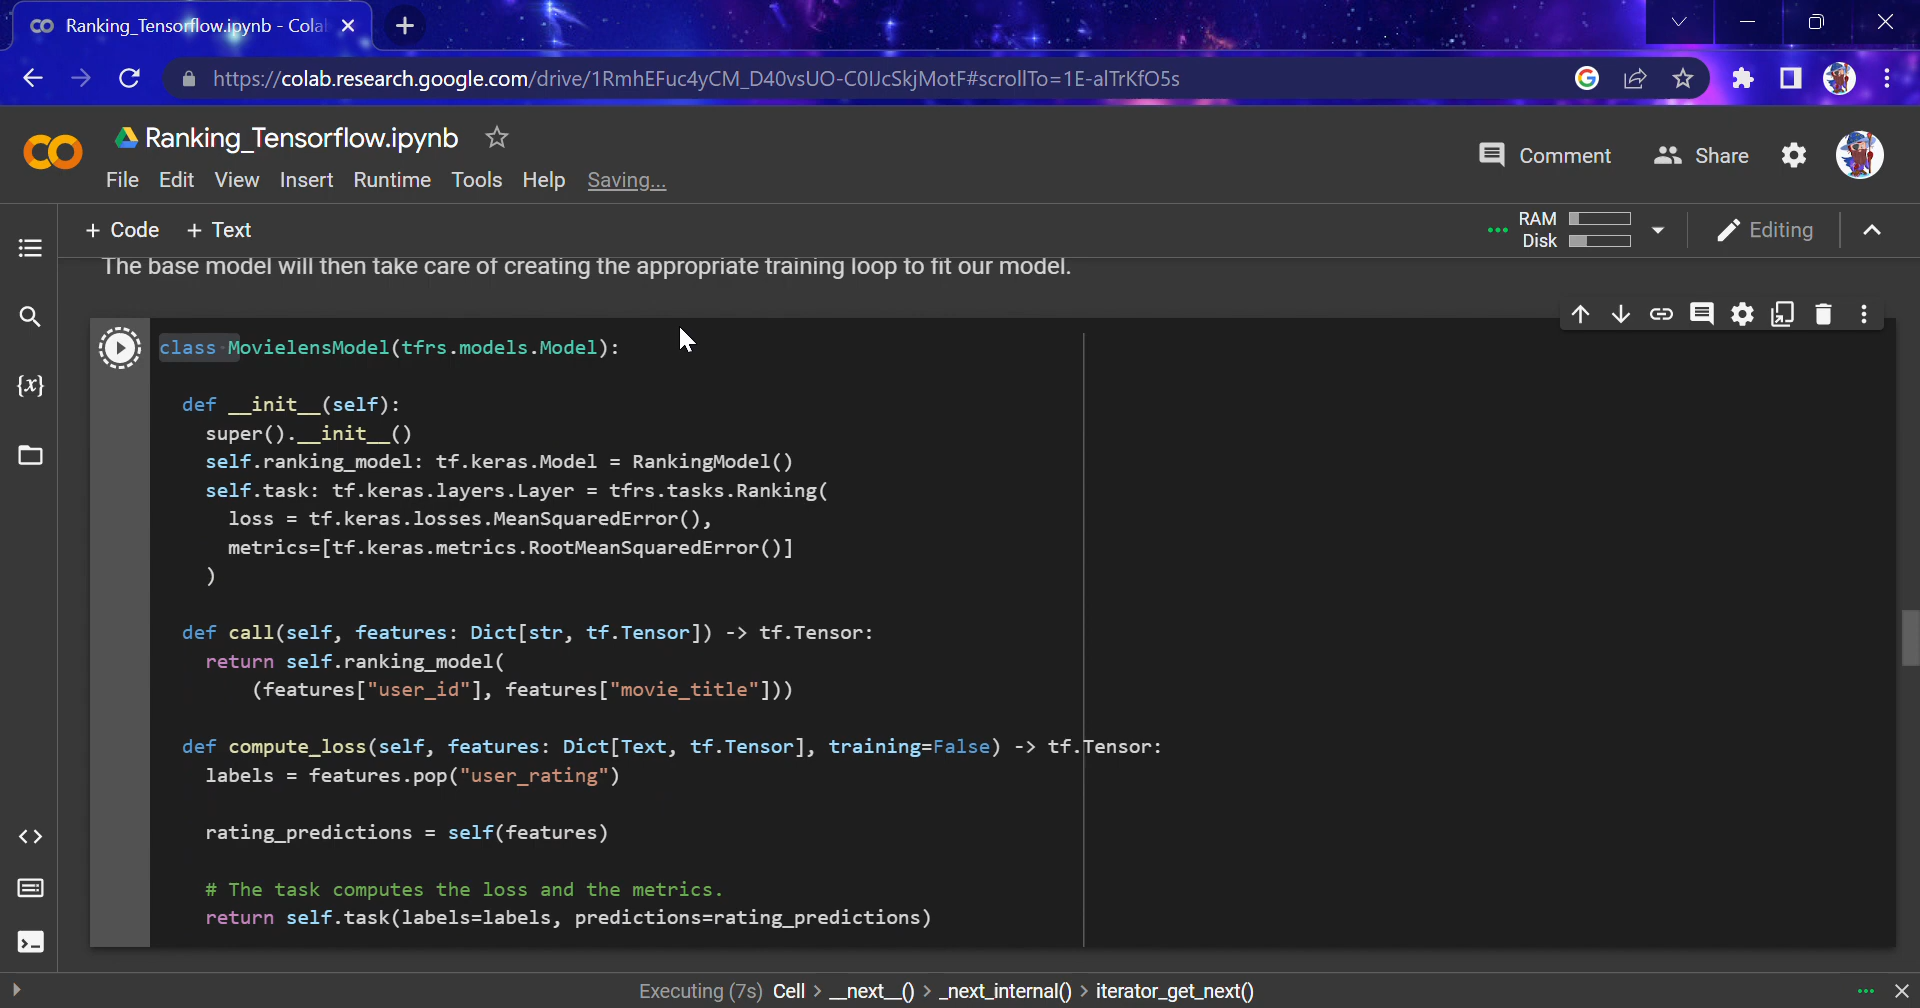 Ranking_Tensorflow.ipynb - Cola
https://colab.research.google.com/drive/1RmhEFuc4yCM_D40vsUO-C0IJcSkjMotF#scrollTo=1E-alTrKfO5s
Ranking_Tensorflow.ipynb
File Edit View Insert Runtime Tools Help Saving...
Comment Share
+ Code + Text
RAM
Disk
Editing
The base model will then take care of creating the appropriate training loop to fit our model.
class MovielensModel(tfrs.models.Model):
def __init__(self):
super().__init__()
self.ranking_model: tf.keras.Model = RankingModel()
self.task: tf.keras.layers.Layer = tfrs.tasks.Ranking(
loss = tf.keras.losses.MeanSquaredError(),
metrics=[tf.keras.metrics.RootMeanSquaredError()]
)
def call(self, features: Dict[str, tf.Tensor]) -> tf.Tensor:
return self.ranking_model(
(features["user_id"], features["movie_title"]))
def compute_loss(self, features: Dict[Text, tf.Tensor], training=False) -> tf.Tensor:
labels = features.pop("user_rating")
rating_predictions = self(features)
# The task computes the loss and the metrics.
return self.task(labels=labels, predictions=rating_predictions)
Executing (7s) Cell > __next__() > _next_internal() > iterator_get_next()